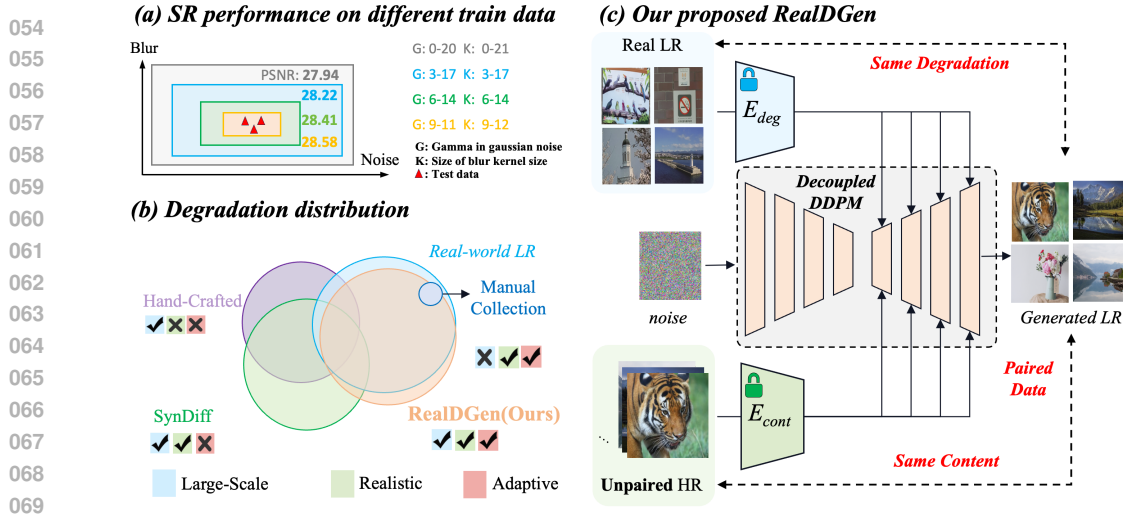 054
055
056
057
058
059
060
061
062
063
064
065
066
067
068
069
(a) SR performance on different train data
Blur
PSNR: 27.94
28.22
28.41
28.58
Noise
G: 0-20 K: 0-21
G: 3-17 K: 3-17
G: 6-14 K: 6-14
G: 9-11 K: 9-12
G: Gamma in gaussian noise
K: Size of blur kernel size
: Test data
(b) Degradation distribution
Real-world LR
Hand-Crafted
Manual
Collection
SynDiff
RealDGen(Ours)
Large-Scale
Realistic
Adaptive
(c) Our proposed RealDGen
Real LR
Same Degradation
E_deg
Decoupled
DDPM
noise
Generated LR
Paired
Data
E_cont
...
Same Content
Unpaired HR